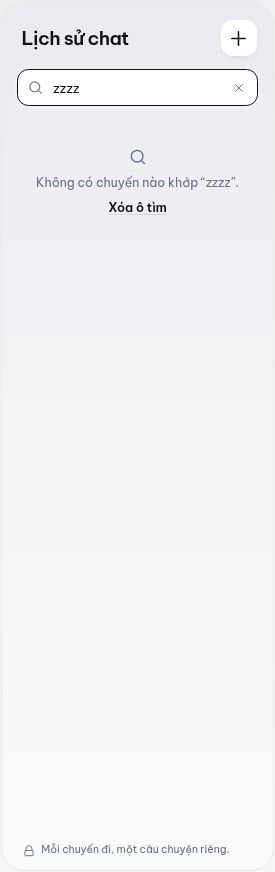 Lịch sử chat
zzzz
Không có chuyến nào khớp “zzzz”.
Xóa ô tìm
Mỗi chuyến đi, một câu chuyện riêng.